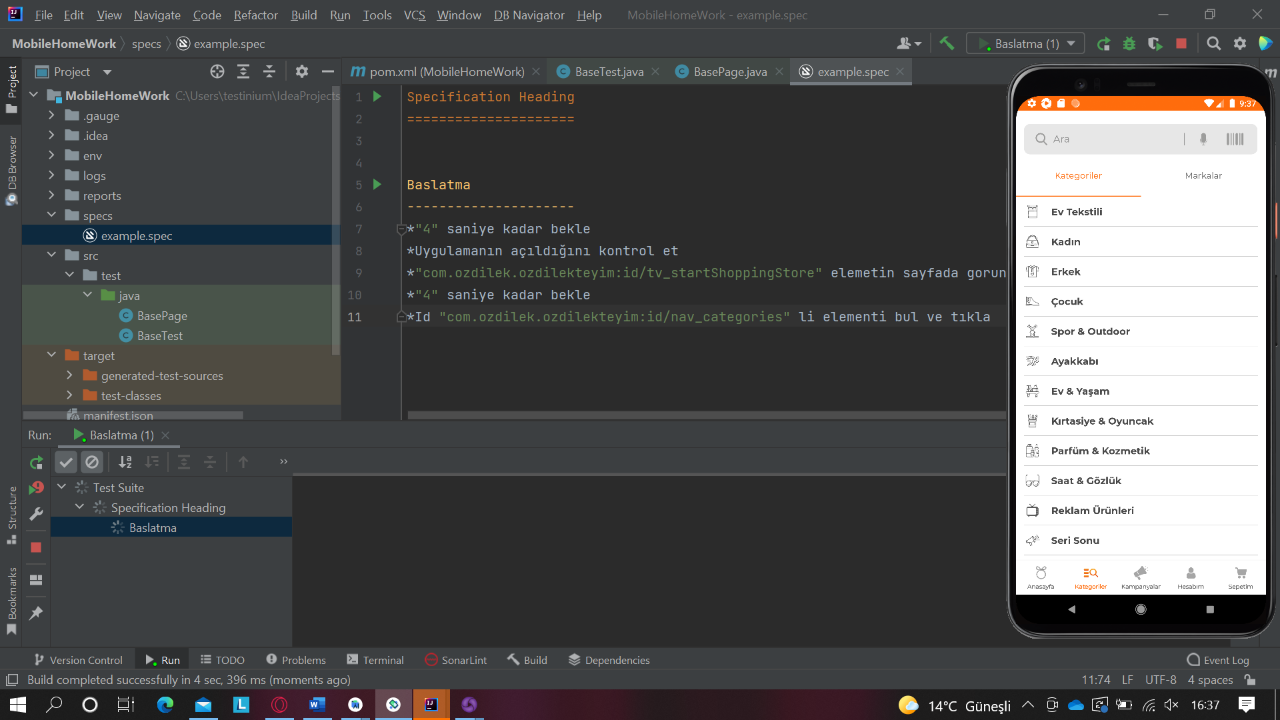 File Edit View Navigate Code Refactor Build Run Tools VCS Window DB Navigator Help MobileHomeWork - example.spec
MobileHomeWork specs example.spec Baslatma (1)
Project
pom.xml (MobileHomeWork) BaseTest.java BasePage.java example.spec
Project
DB Browser
Structure
Bookmarks
MobileHomeWork C:\Users\testinium\IdeaProjects
.gauge
.idea
env
logs
reports
specs
example.spec
src
test
java
BasePage
BaseTest
target
generated-test-sources
test-classes
manifest.json
1 Specification Heading
2 =====================
3
4
5 Baslatma
6 ---------------------
7 *"4" saniye kadar bekle
8 *Uygulamanın açıldığını kontrol et
9 *"com.ozdilek.ozdilekteyim:id/tv_startShoppingStore" elemetin sayfada gorun
10 *"4" saniye kadar bekle
11 *Id "com.ozdilek.ozdilekteyim:id/nav_categories" li elementi bul ve tıkla
9:37
Ara
Kategoriler Markalar
Ev Tekstili
Kadın
Erkek
Çocuk
Spor & Outdoor
Ayakkabı
Ev & Yaşam
Kırtasiye & Oyuncak
Parfüm & Kozmetik
Saat & Gözlük
Reklam Ürünleri
Seri Sonu
Anasayfa Kategoriler Kampanyalar Hesabım Sepetim
Run: Baslatma (1)
Test Suite
Specification Heading
Baslatma
Version Control Run TODO Problems Terminal SonarLint Build Dependencies Event Log
Build completed successfully in 4 sec, 396 ms (moments ago) 11:74 LF UTF-8 4 spaces
14°C Güneşli 16:37